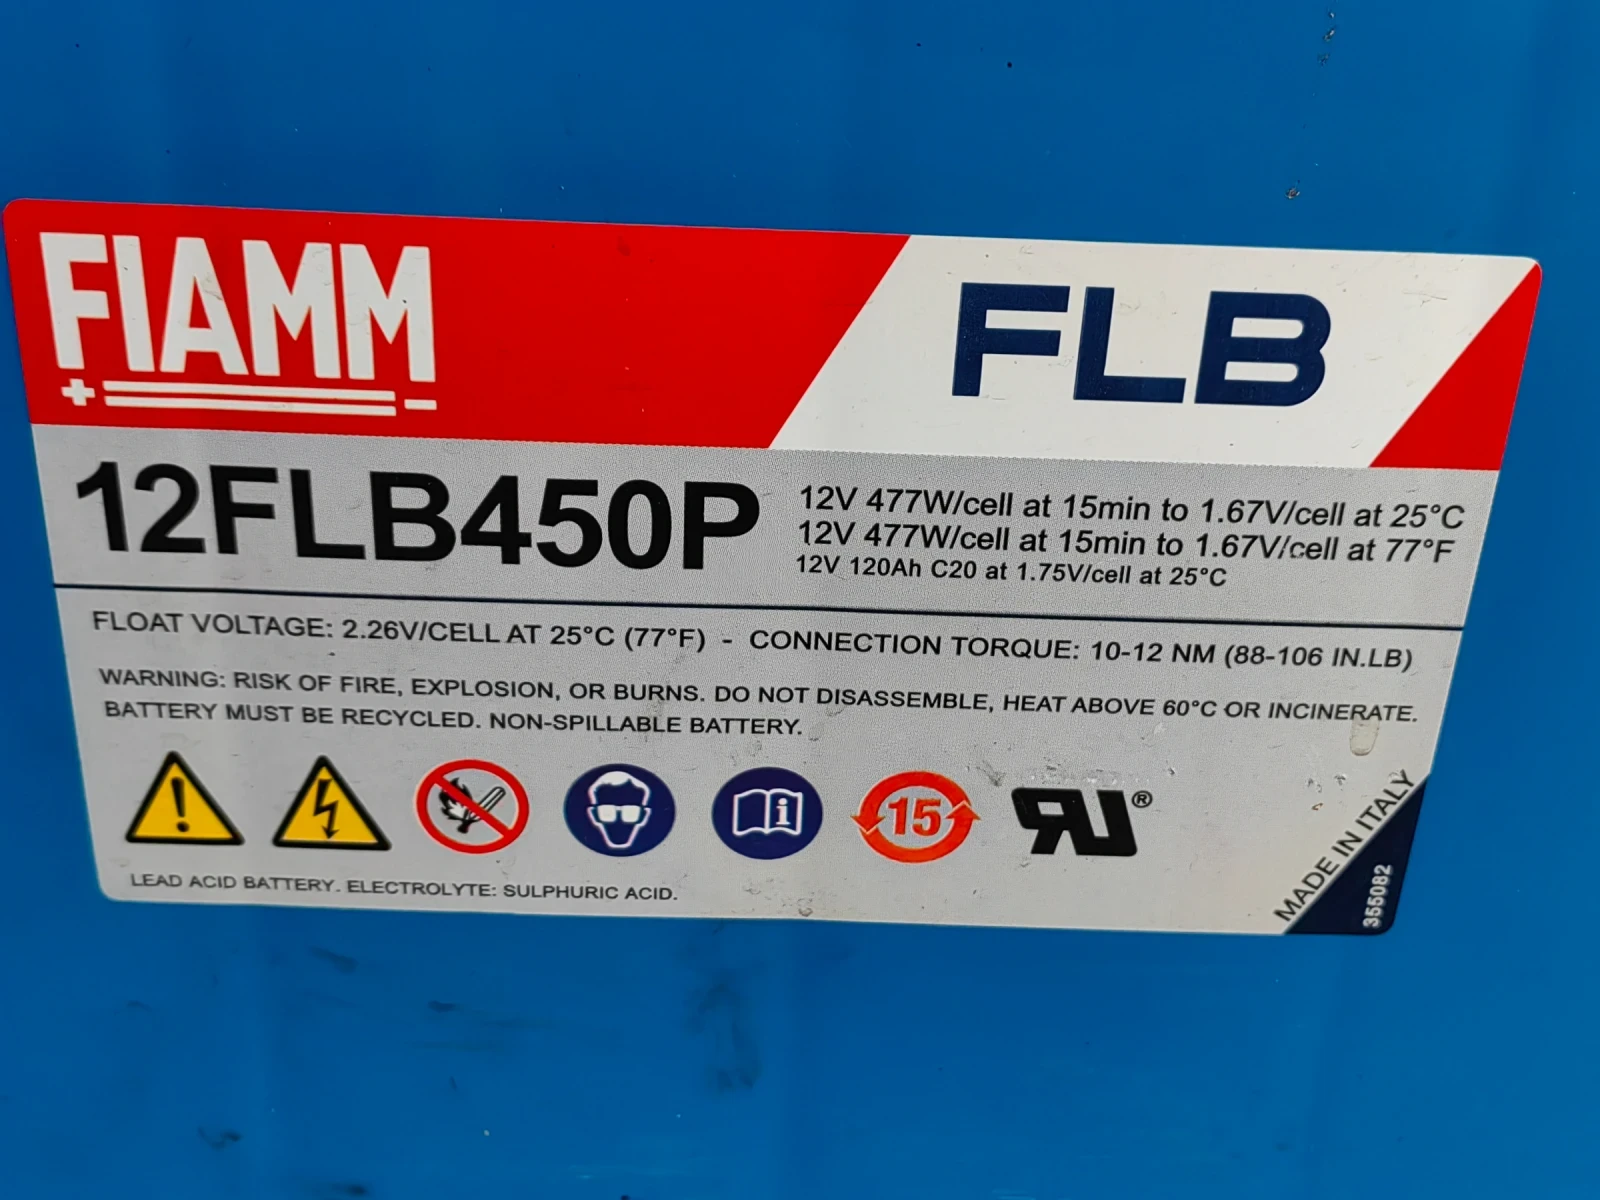 FIAMM
FLB
12FLB450P
12V 477W/cell at 15min to 1.67V/cell at 25°C
12V 477W/cell at 15min to 1.67V/cell at 77°F
12V 120Ah C20 at 1.75V/cell at 25°C
FLOAT VOLTAGE: 2.26V/CELL AT 25°C (77°F) - CONNECTION TORQUE: 10-12 NM (88-106 IN.LB)
WARNING: RISK OF FIRE, EXPLOSION, OR BURNS. DO NOT DISASSEMBLE, HEAT ABOVE 60°C OR INCINERATE.
BATTERY MUST BE RECYCLED. NON-SPILLABLE BATTERY.
15
RU®
LEAD ACID BATTERY. ELECTROLYTE: SULPHURIC ACID.
MADE IN ITALY
355082